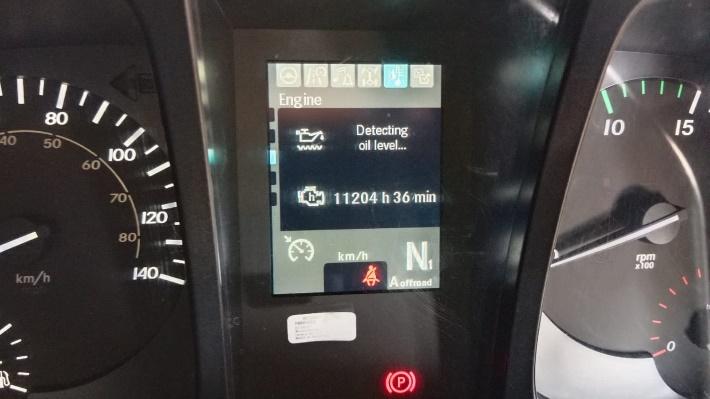 Engine
Detecting
oil level...
h
11204 h 36 min
km/h
N1
A offroad
80
100
120
140
40
50
60
70
80
km/h
10
15
rpm
x100
0
P